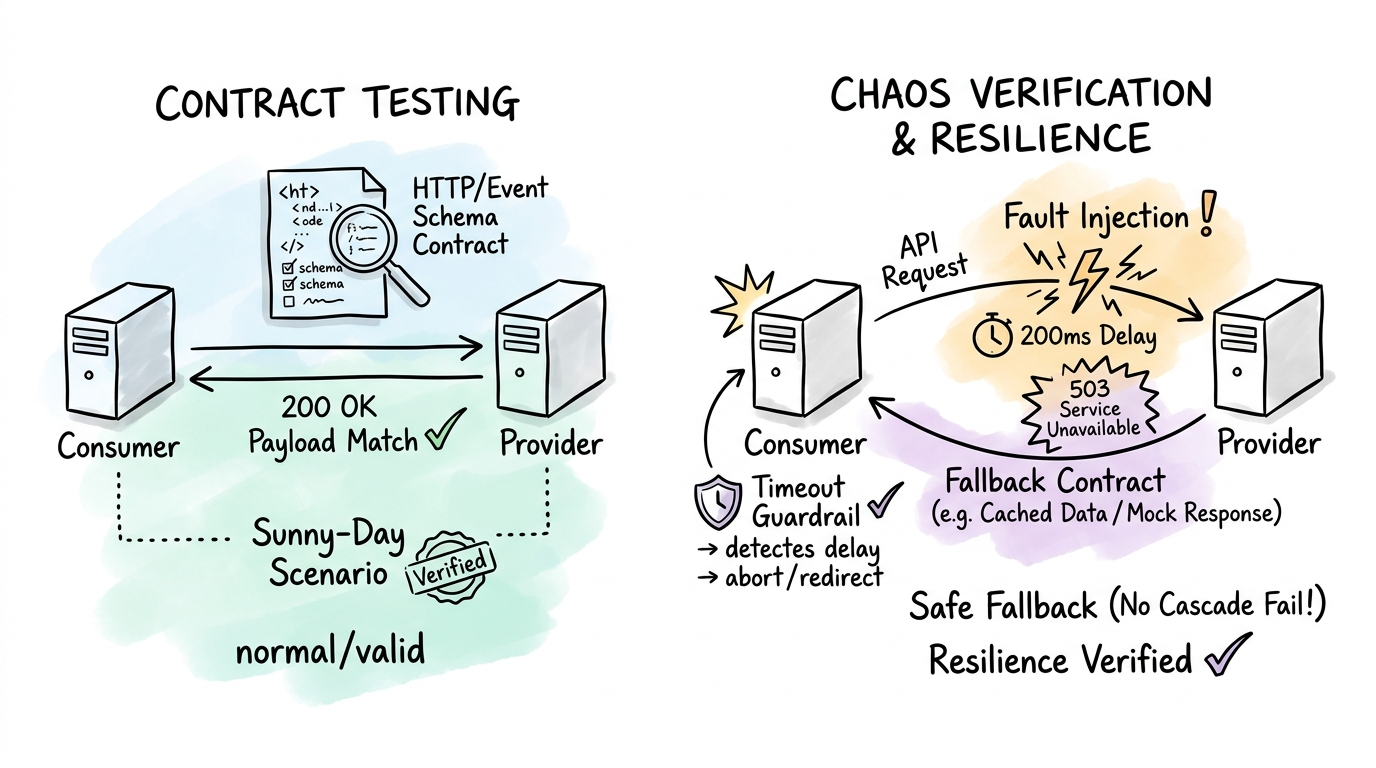 CONTRACT TESTING
<ht>
<nd...l>
<ode
...
</>
schema
schema
HTTP/Event
Schema
Contract
200 OK
Payload Match
Consumer
Provider
Sunny-Day
Scenario
Verified
normal/valid
CHAOS VERIFICATION
& RESILIENCE
Fault Injection !
API
Request
200ms Delay
503
Service
Unavailable
Consumer
Provider
Timeout
Guardrail
→ detectes delay
→ abort/redirect
Fallback Contract
(e.g. Cached Data / Mock Response)
Safe Fallback (No Cascade Fail!)
Resilience Verified